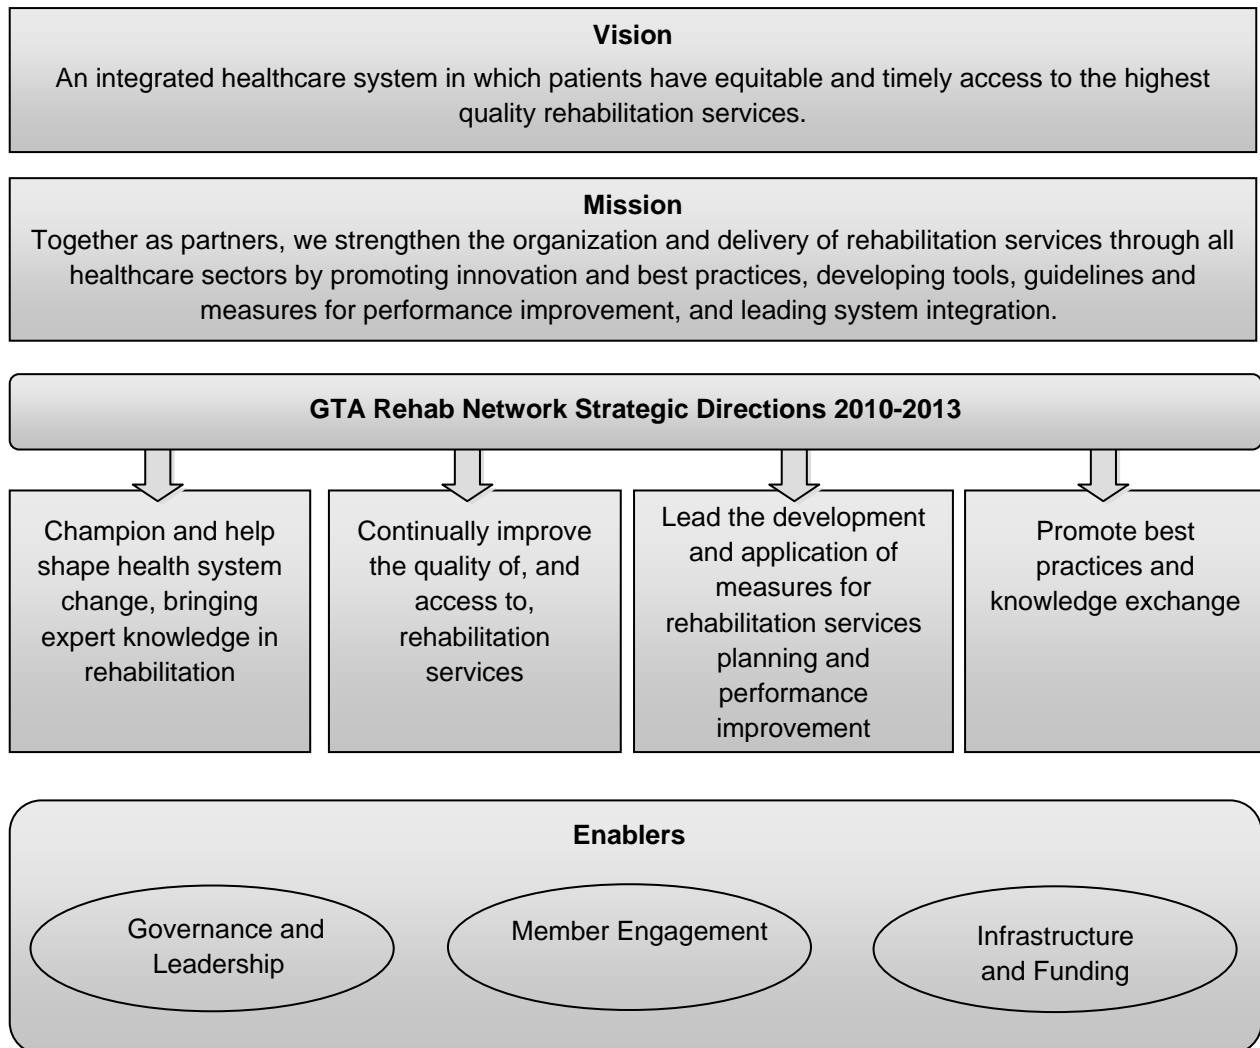 Vision
An integrated healthcare system in which patients have equitable and timely access to the highest
quality rehabilitation services.
Mission
Together as partners, we strengthen the organization and delivery of rehabilitation services through all
healthcare sectors by promoting innovation and best practices, developing tools, guidelines and
measures for performance improvement, and leading system integration.
GTA Rehab Network Strategic Directions 2010-2013
Champion and help
shape health system
change, bringing
expert knowledge in
rehabilitation
Continually improve
the quality of, and
access to,
rehabilitation
services
Lead the development
and application of
measures for
rehabilitation services
planning and
performance
improvement
Promote best
practices and
knowledge exchange
Enablers
Governance and
Leadership
Member Engagement
Infrastructure
and Funding